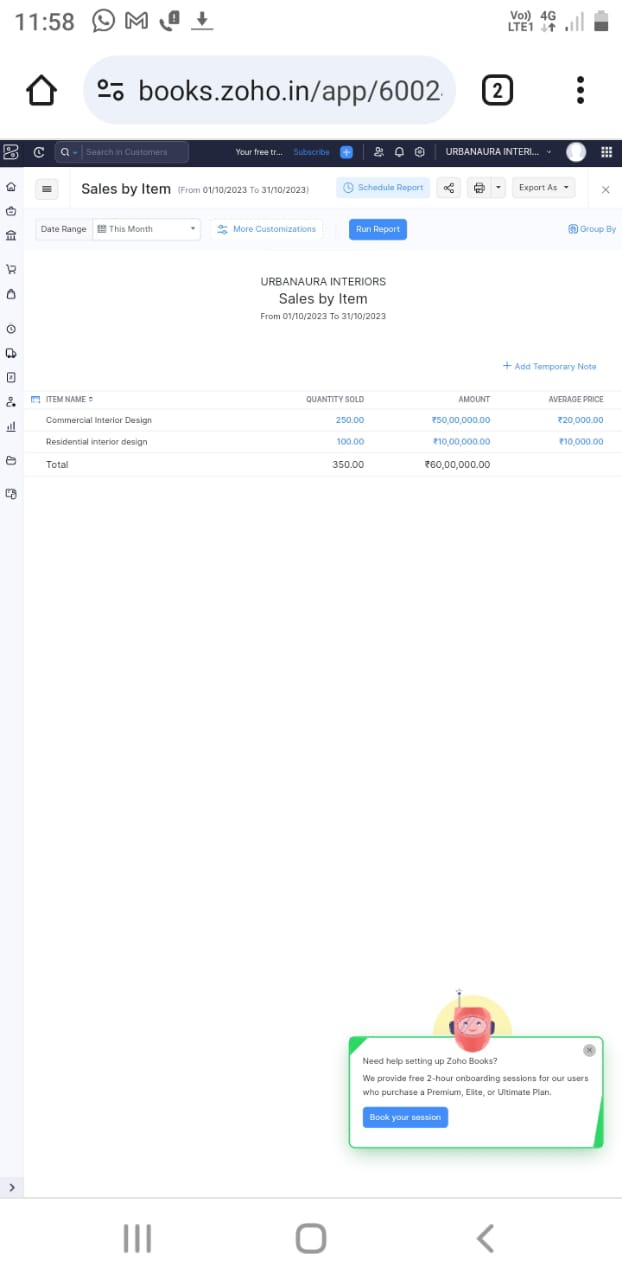 11:58
Vo) 4G
LTE1
books.zoho.in/app/6002
2
Search in Customers
Your free tr... Subscribe
URBANAURA INTERI...
Sales by Item (From 01/10/2023 To 31/10/2023)
Schedule Report
Export As
Date Range This Month
More Customizations
Run Report
Group By
URBANAURA INTERIORS
Sales by Item
From 01/10/2023 To 31/10/2023
+ Add Temporary Note
ITEM NAME QUANTITY SOLD AMOUNT AVERAGE PRICE
Commercial Interior Design 250.00 ₹50,00,000.00 ₹20,000.00
Residential interior design 100.00 ₹10,00,000.00 ₹10,000.00
Total 350.00 ₹60,00,000.00
Need help setting up Zoho Books?
We provide free 2-hour onboarding sessions for our users
who purchase a Premium, Elite, or Ultimate Plan.
Book your session